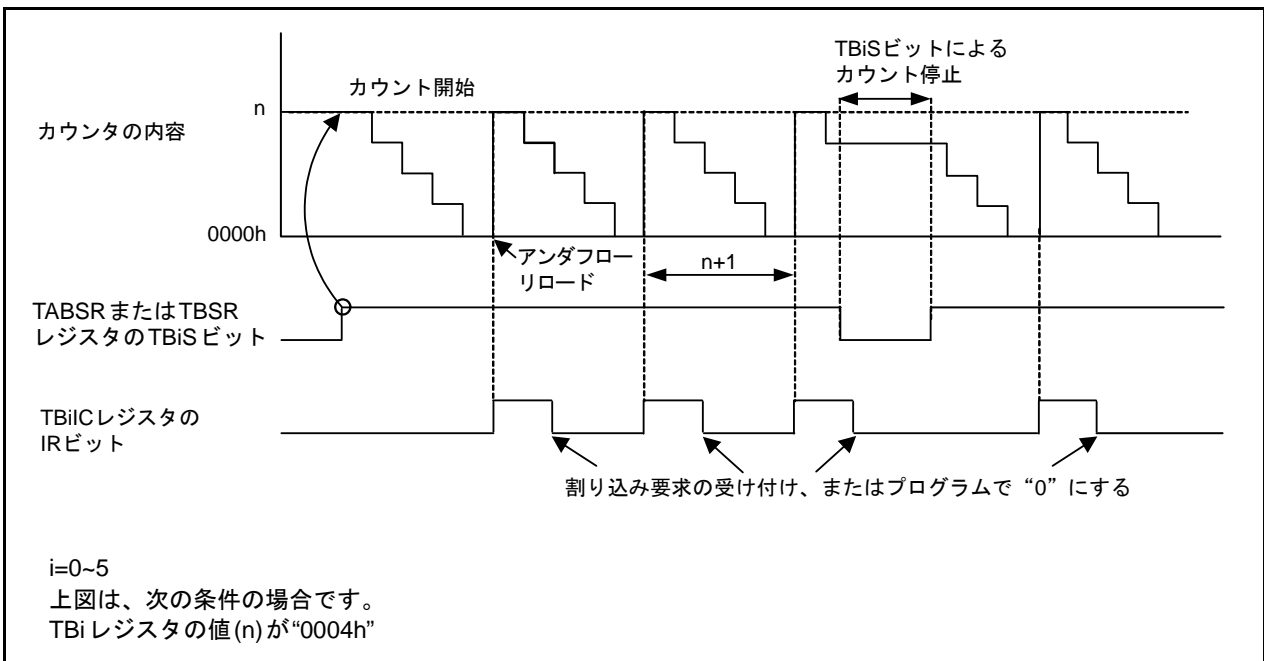 TBiSビットによる
カウント停止
カウント開始
n
カウンタの内容
0000h
アンダフロー
リロード
n+1
TABSRまたはTBSR
レジスタのTBiSビット
TBiICレジスタの
IRビット
割り込み要求の受け付け、またはプログラムで“0”にする
i=0~5
上図は、次の条件の場合です。
TBiレジスタの値(n)が“0004h”